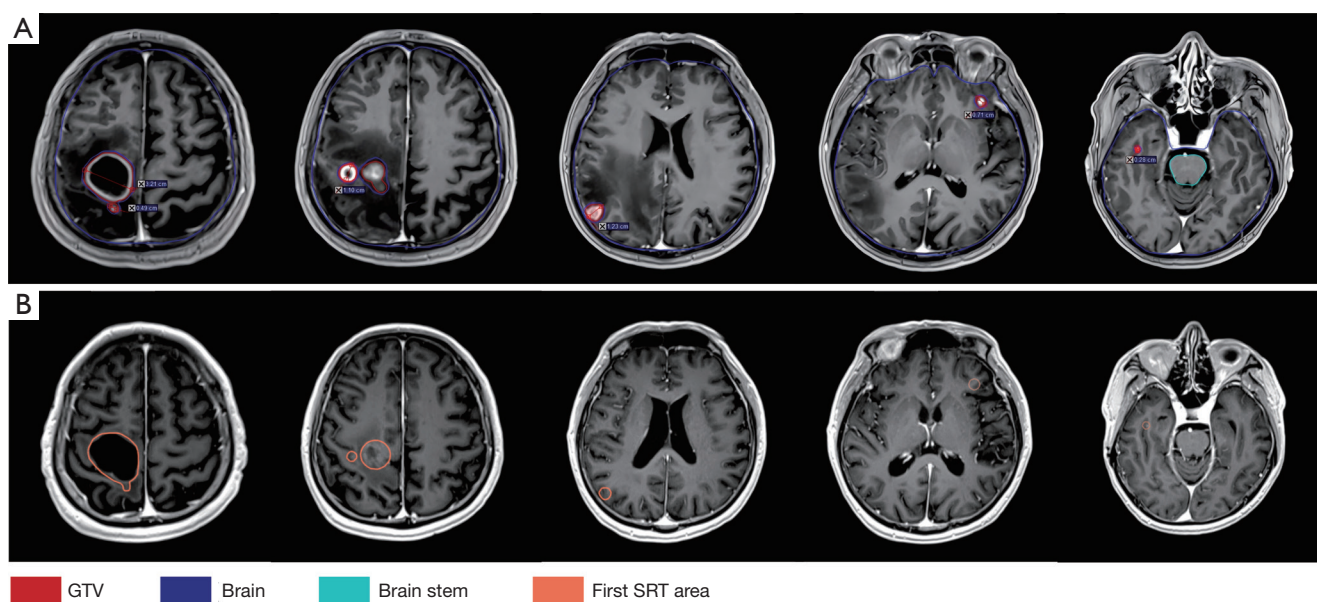 A
3.21 cm
0.49 cm
1.10 cm
1.23 cm
0.71 cm
0.28 cm
B
GTV
Brain
Brain stem
First SRT area